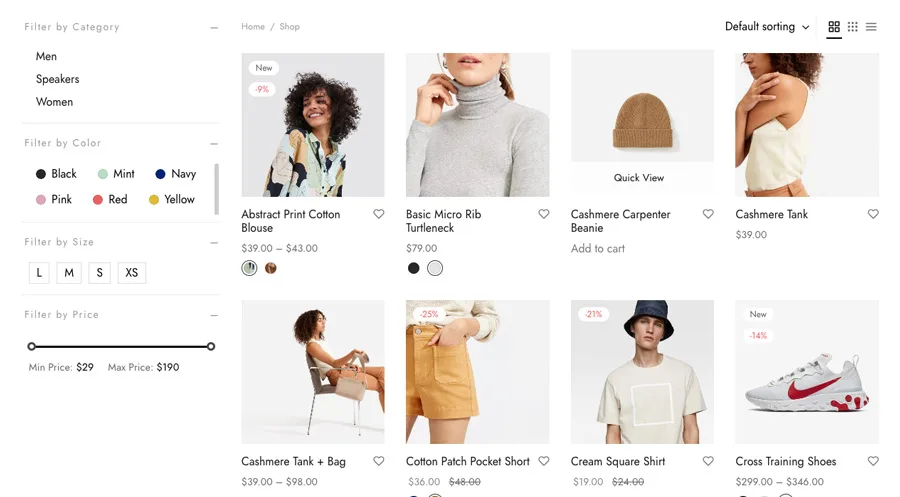 Filter by Category
Men
Speakers
Women
Filter by Color
Black Mint Navy
Pink Red Yellow
Filter by Size
L M S XS
Filter by Price
Min Price: $29 Max Price: $190
Home / Shop
Default sorting
New
-9%
Abstract Print Cotton
Blouse
$39.00 – $43.00
Basic Micro Rib
Turtleneck
$79.00
Quick View
Cashmere Carpenter
Beanie
Add to cart
Cashmere Tank
$39.00
Cashmere Tank + Bag
$39.00 – $98.00
-25%
Cotton Patch Pocket Short
$36.00 $48.00
-21%
Cream Square Shirt
$19.00 $24.00
New
-14%
Cross Training Shoes
$299.00 – $346.00